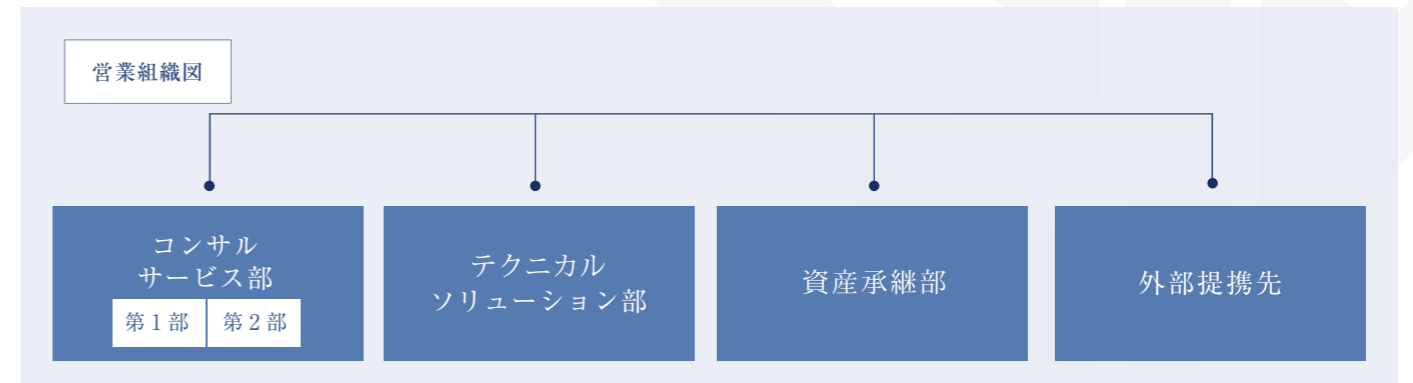 営業組織図
コンサル
サービス部
第1部 第2部
テクニカル
ソリューション部
資産承継部
外部提携先